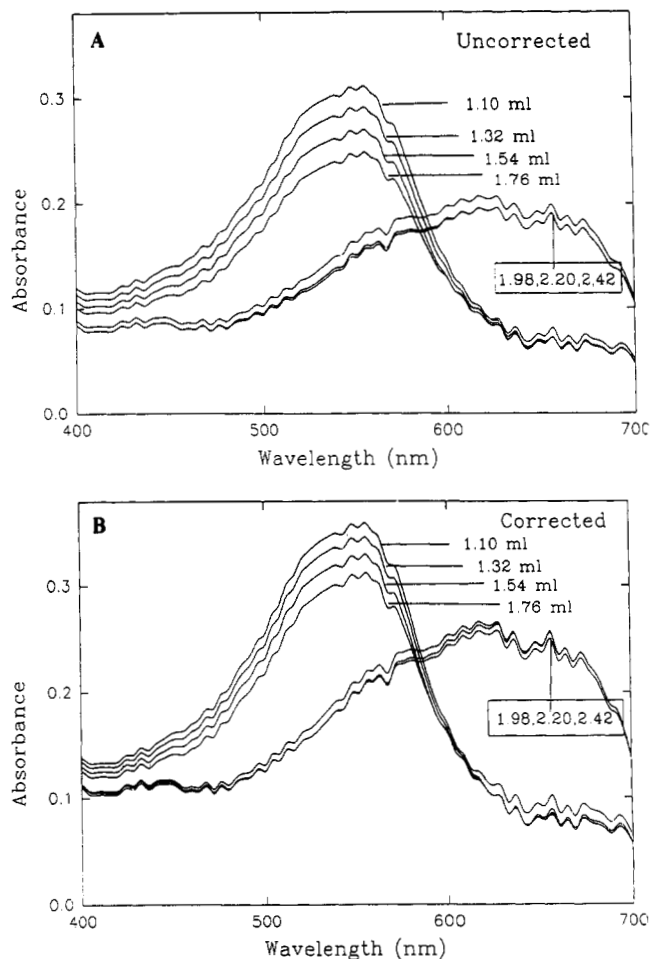 A
Uncorrected
0.3
0.2
0.1
0.0
1.10 ml
1.32 ml
1.54 ml
1.76 ml
1.98,2.20,2,42
400
500
600
700
Absorbance
Wavelength (nm)
B
Corrected
0.3
0.2
0.1
0.0
1.10 ml
1.32 ml
1.54 ml
1.76 ml
1.98,2.20,2.42
400
500
600
700
Absorbance
Wavelength (nm)